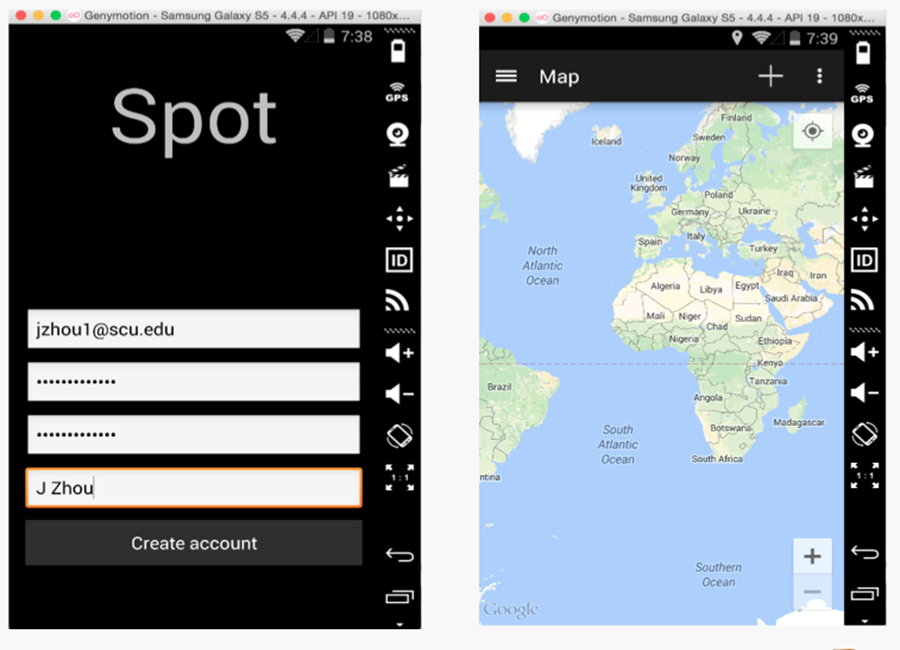 Genymotion - Samsung Galaxy S5 - 4.4.4 - API 19 - 1080x...
7:38
GPS
Spot
ID
jzhou1@scu.edu
•••••••••••••
•••••••••••••
J Zhou
1:1
Create account
Genymotion - Samsung Galaxy S5 - 4.4.4 - API 19 - 1080x...
7:39
Map
GPS
Finland
Iceland
Sweden
Norway
United
Kingdom
Poland
Germany
Ukraine
North
Atlantic
Ocean
Spain
Italy
Turkey
ID
Iraq
Iran
Algeria
Libya
Egypt
Saudi Arabia
Mali
Niger
Sudan
Chad
Nigeria
Ethiopia
Kenya
Brazil
Tanzania
Angola
South
Atlantic
Ocean
Botswana
Madagascar
South Africa
ntina
1:1
Southern
Ocean
Google